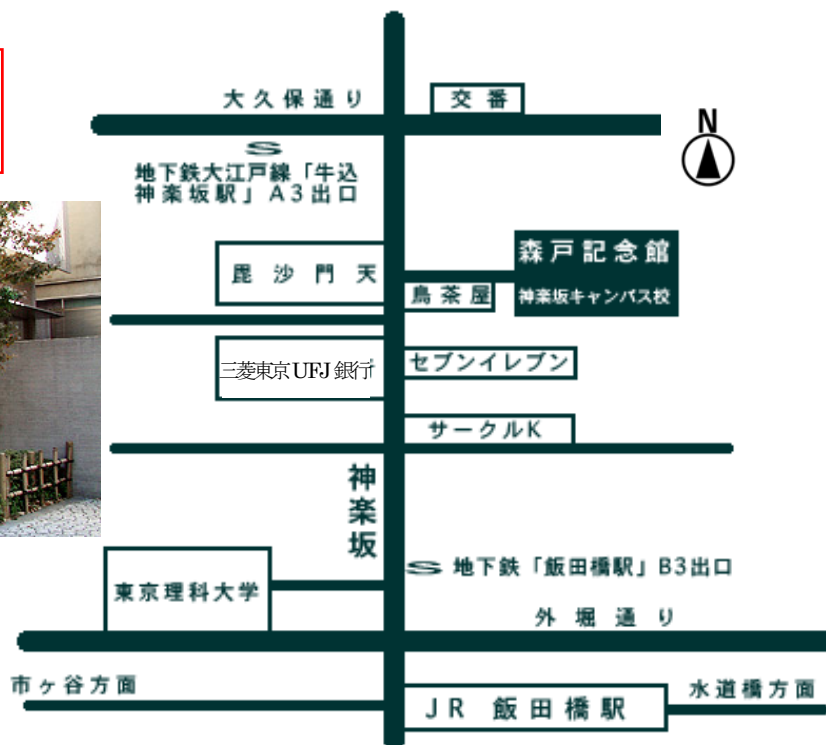 大久保通り
交番
N
地下鉄大江戸線「牛込
神楽坂駅」A3出口
森戸記念館
神楽坂キャンパス校
毘沙門天
鳥茶屋
三菱東京UFJ銀行
セブンイレブン
サークルK
神楽坂
地下鉄「飯田橋駅」B3出口
東京理科大学
外堀通り
市ヶ谷方面
JR 飯田橋駅
水道橋方面